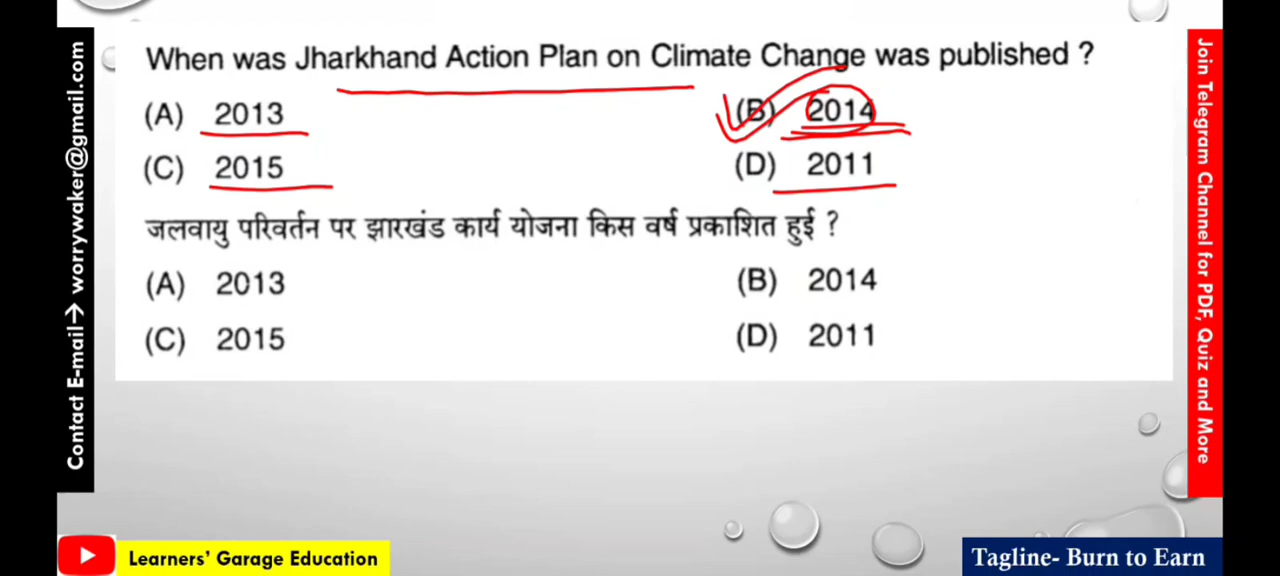 When was Jharkhand Action Plan on Climate Change was published ?
(A) 2013
(B) 2014
(C) 2015
(D) 2011
जलवायु परिवर्तन पर झारखंड कार्य योजना किस वर्ष प्रकाशित हुई ?
(A) 2013
(B) 2014
(C) 2015
(D) 2011
Contact E-mail→ worrywaker@gmail.com
Join Telegram Channel for PDF, Quiz and More
Learners' Garage Education
Tagline- Burn to Earn